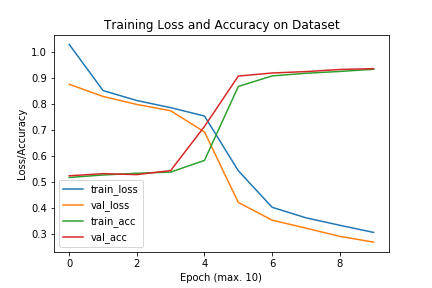 Training Loss and Accuracy on Dataset
Loss/Accuracy
1.0
0.9
0.8
0.7
0.6
0.5
0.4
0.3
train_loss
val_loss
train_acc
val_acc
0 2 4 6 8
Epoch (max. 10)